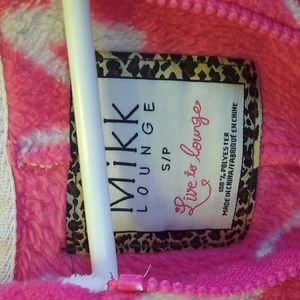 Mikk
LOUNGE
S/P
Live to lounge
100% POLYESTER
MADE IN CHINA/FABRIQUÉ EN CHINE